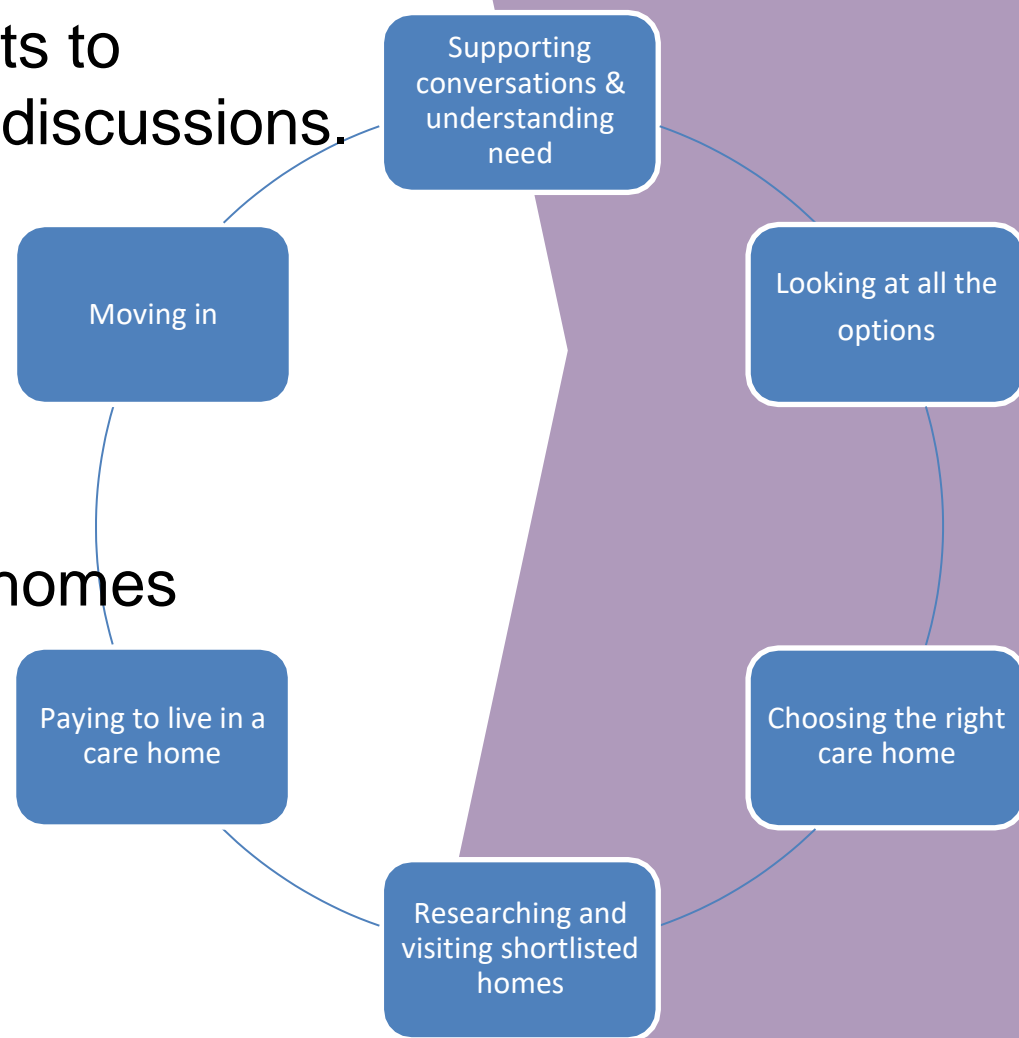 ts to
discussions.
Supporting
conversations &
understanding
need
Looking at all the
options
Choosing the right
care home
Researching and
visiting shortlisted
homes
Paying to live in a
care home
Moving in
homes